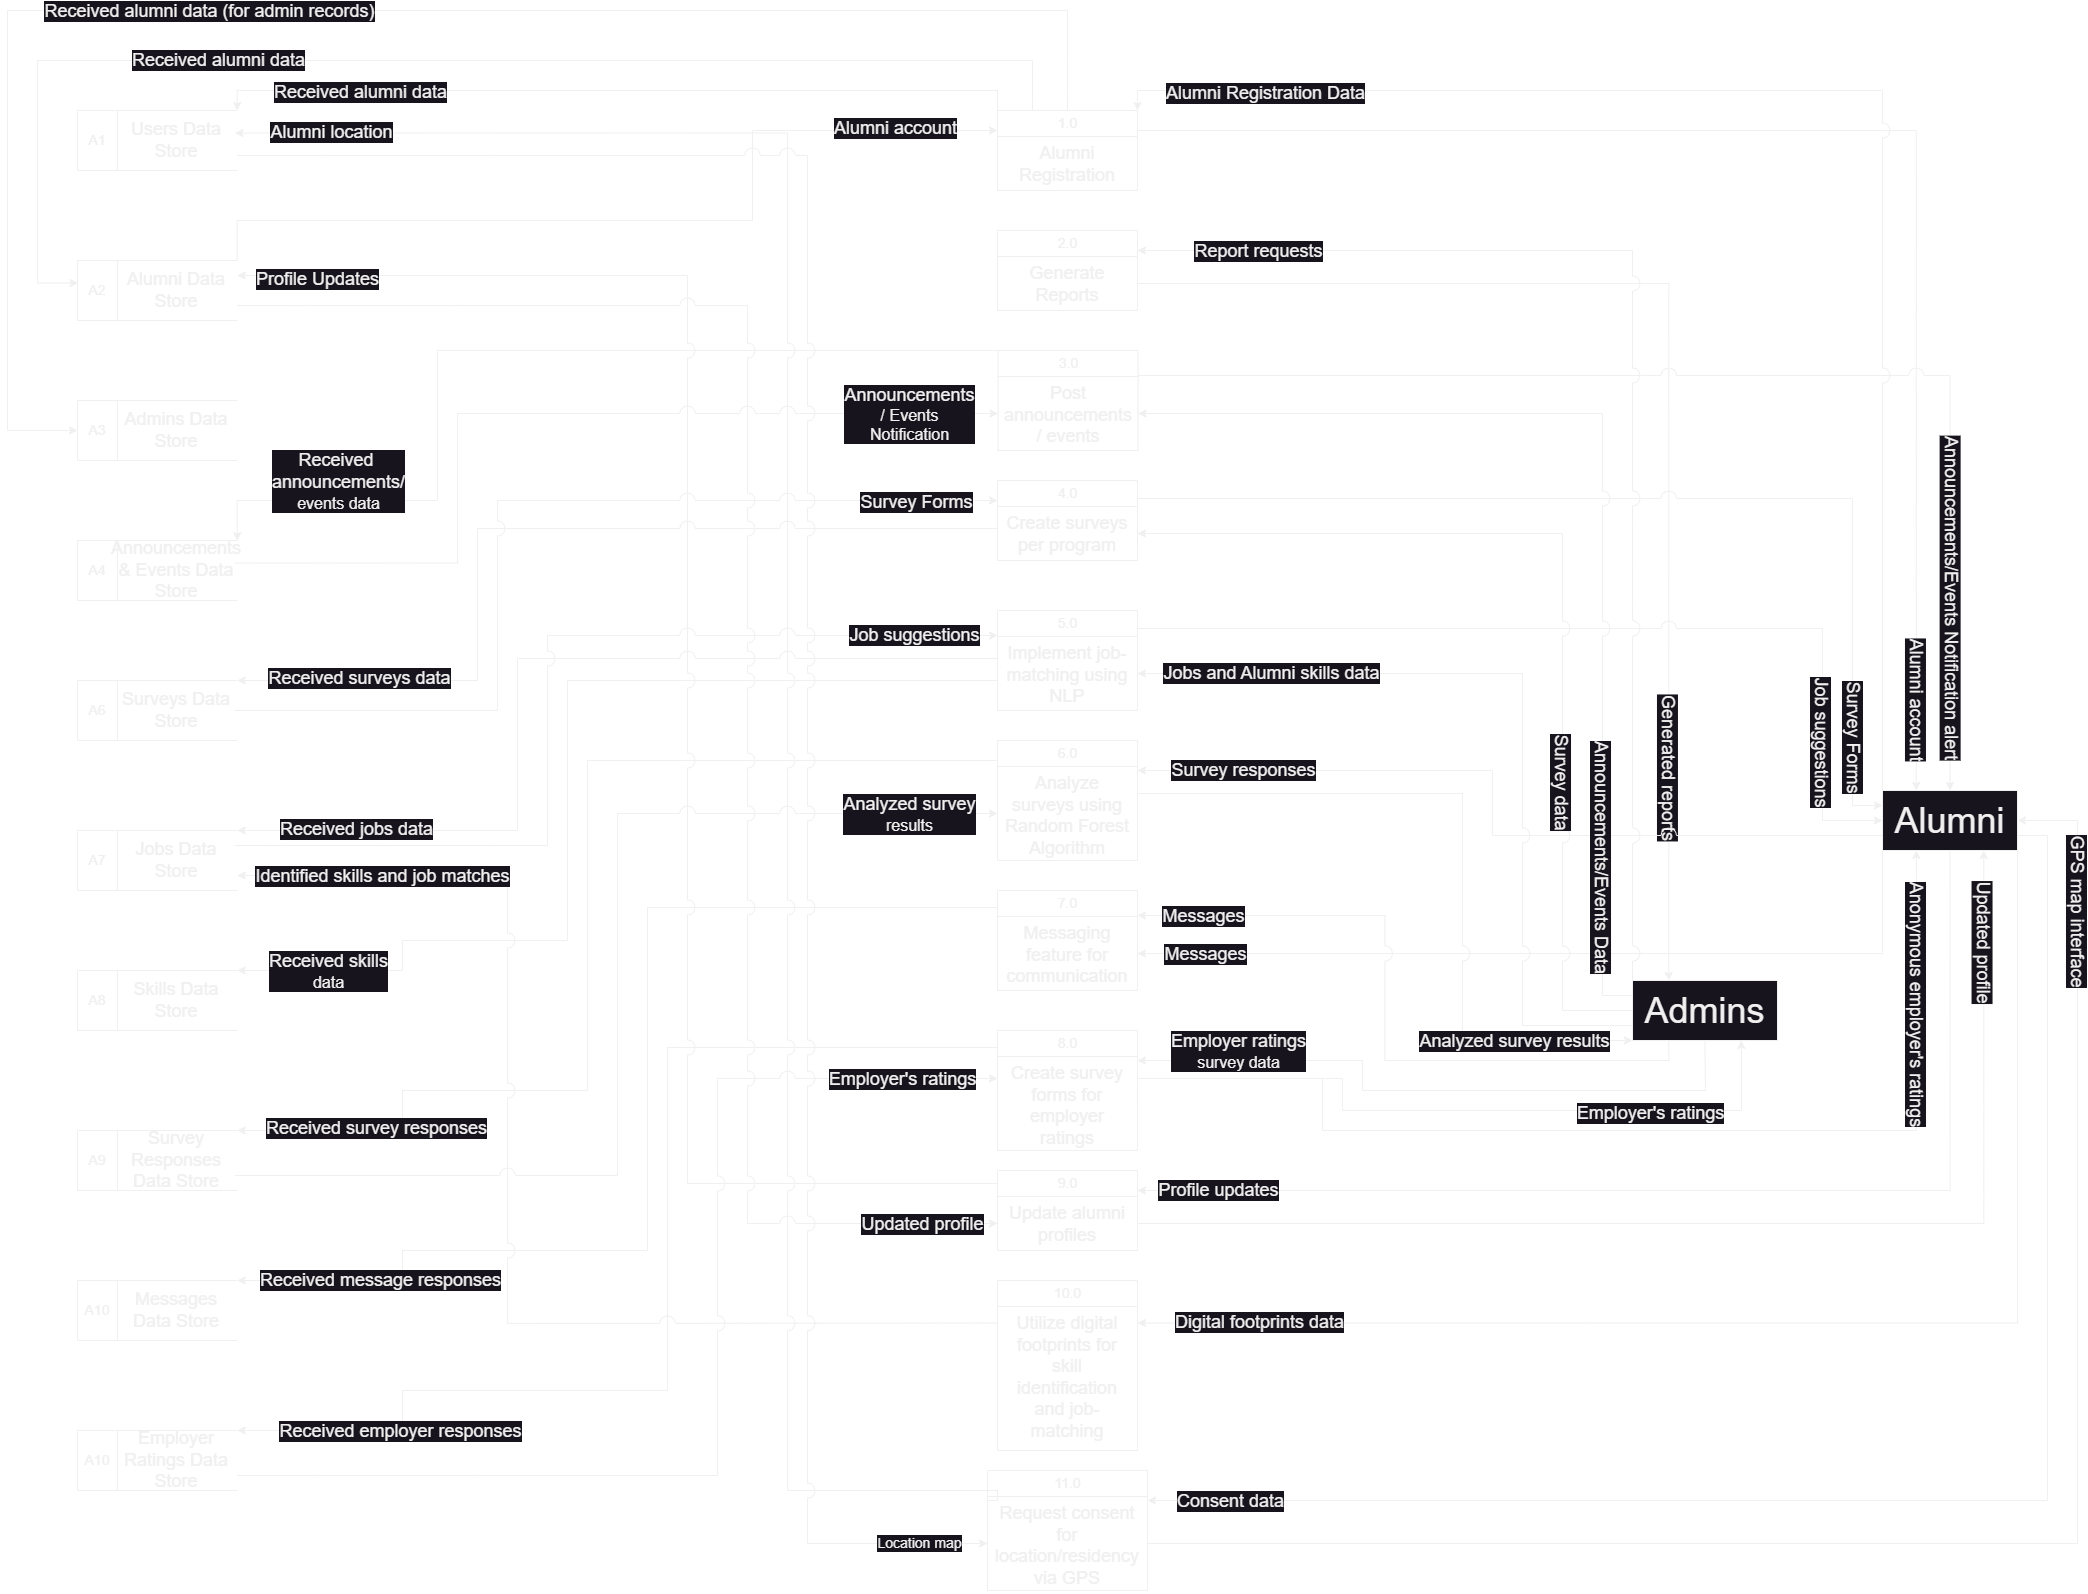 Received alumni data (for admin records)
Received alumni data
Received alumni data
Alumni Registration Data
A1
Users Data
Store
Alumni location
Alumni account
1.0
Alumni
Registration
2.0
Generate
Reports
Report requests
A2
Alumni Data
Store
Profile Updates
3.0
Post
announcements
/ events
Announcements
/ Events
Notification
A3
Admins Data
Store
Received
announcements/
events data
Survey Forms
4.0
Create surveys
per program
A4
Announcements
& Events Data
Store
Job suggestions
5.0
Implement job-
matching using
NLP
Jobs and Alumni skills data
Received surveys data
A6
Surveys Data
Store
6.0
Analyze
surveys using
Random Forest
Algorithm
Survey responses
Analyzed survey
results
Received jobs data
A7
Jobs Data
Store
Identified skills and job matches
Survey data
Announcements/Events Data
Generated reports
Job suggestions
Survey Forms
Alumni account
Announcements/Events Notification alert
Alumni
GPS map interface
Anonymous employer's ratings
Updated profile
7.0
Messaging
feature for
communication
Messages
Messages
Received skills
data
A8
Skills Data
Store
Admins
Analyzed survey results
Employer ratings
survey data
8.0
Create survey
forms for
employer
ratings
Employer's ratings
Employer's ratings
Received survey responses
A9
Survey
Responses
Data Store
9.0
Update alumni
profiles
Profile updates
Updated profile
Received message responses
A10
Messages
Data Store
10.0
Utilize digital
footprints for
skill
identification
and job-
matching
Digital footprints data
Received employer responses
A10
Employer
Ratings Data
Store
11.0
Request consent
for
location/residency
via GPS
Consent data
Location map